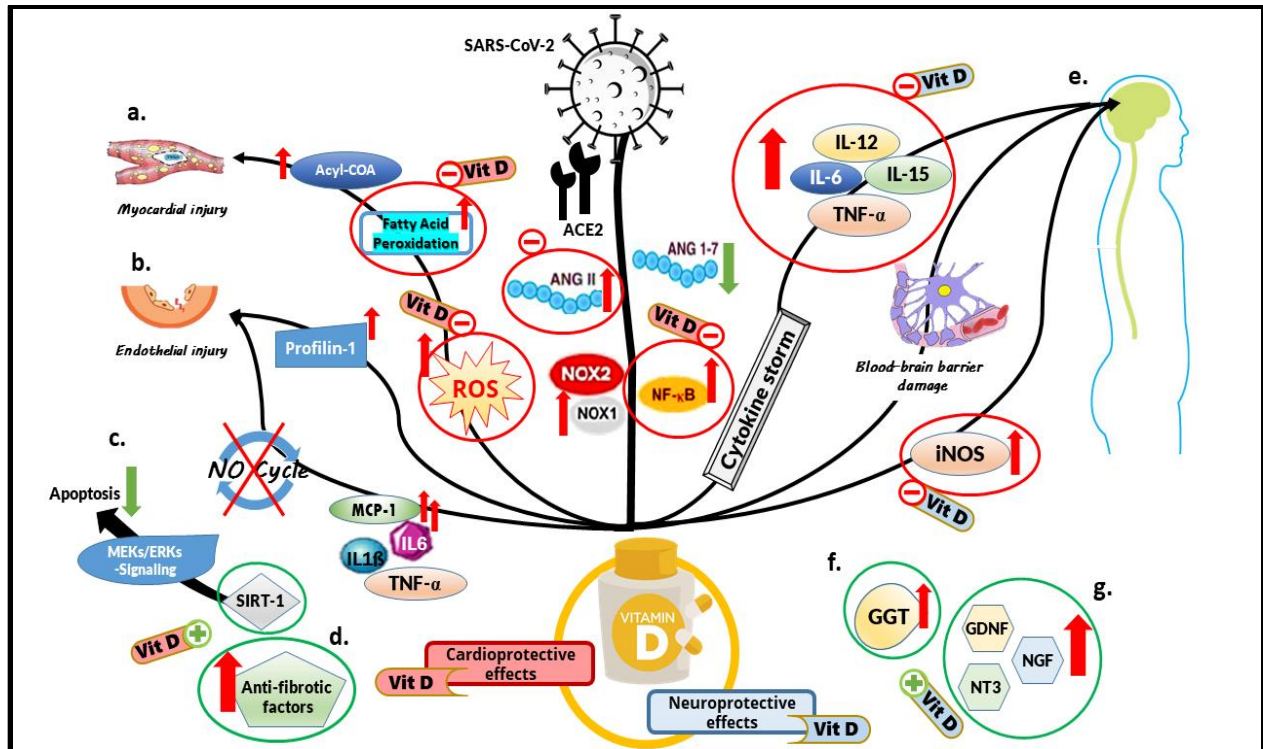 SARS-CoV-2
a.
Acyl-COA
Myocardial injury
Vit D
Fatty Acid
Peroxidation
ACE2
ANG II
ANG 1-7
Vit D
IL-12
IL-6
IL-15
TNF-α
e.
b.
Endothelial injury
Profilin-1
Vit D
ROS
NOX2
NOX1
Vit D
NF-κB
Cytokine storm
Blood-brain barrier
damage
iNOS
Vit D
c.
Apoptosis
NO Cycle
MEKs/ERKs
-Signaling
SIRT-1
MCP-1
IL6
IL1ß
TNF-α
Vit D
d.
Anti-fibrotic
factors
Cardioprotective
effects
Vit D
VITAMIN
D
Neuroprotective
effects
Vit D
f.
GGT
g.
GDNF
NGF
NT3
Vit D